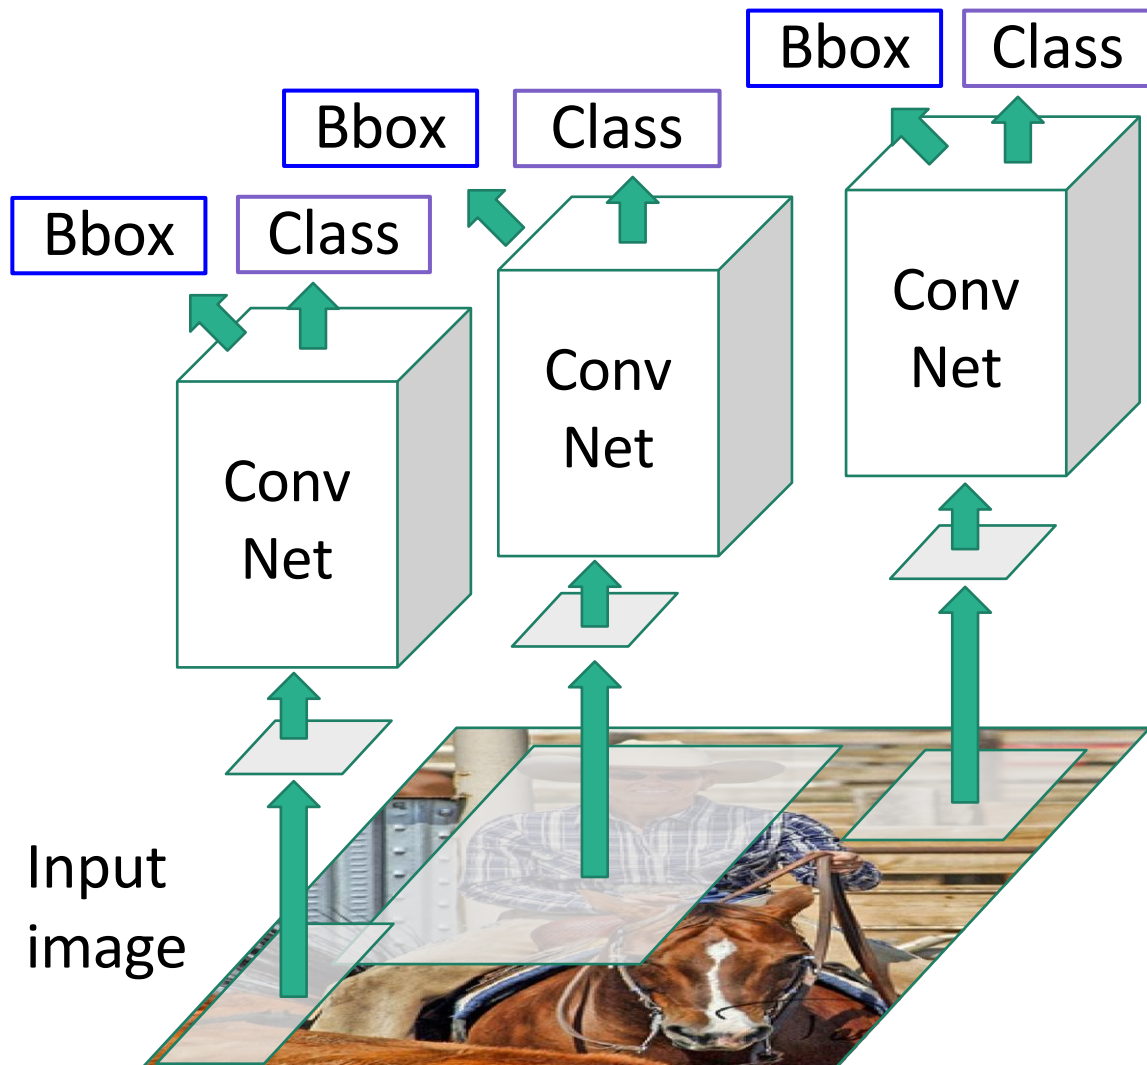 Bbox
Class
Bbox
Class
Bbox
Class
Conv
Net
Conv
Net
Conv
Net
Input
image